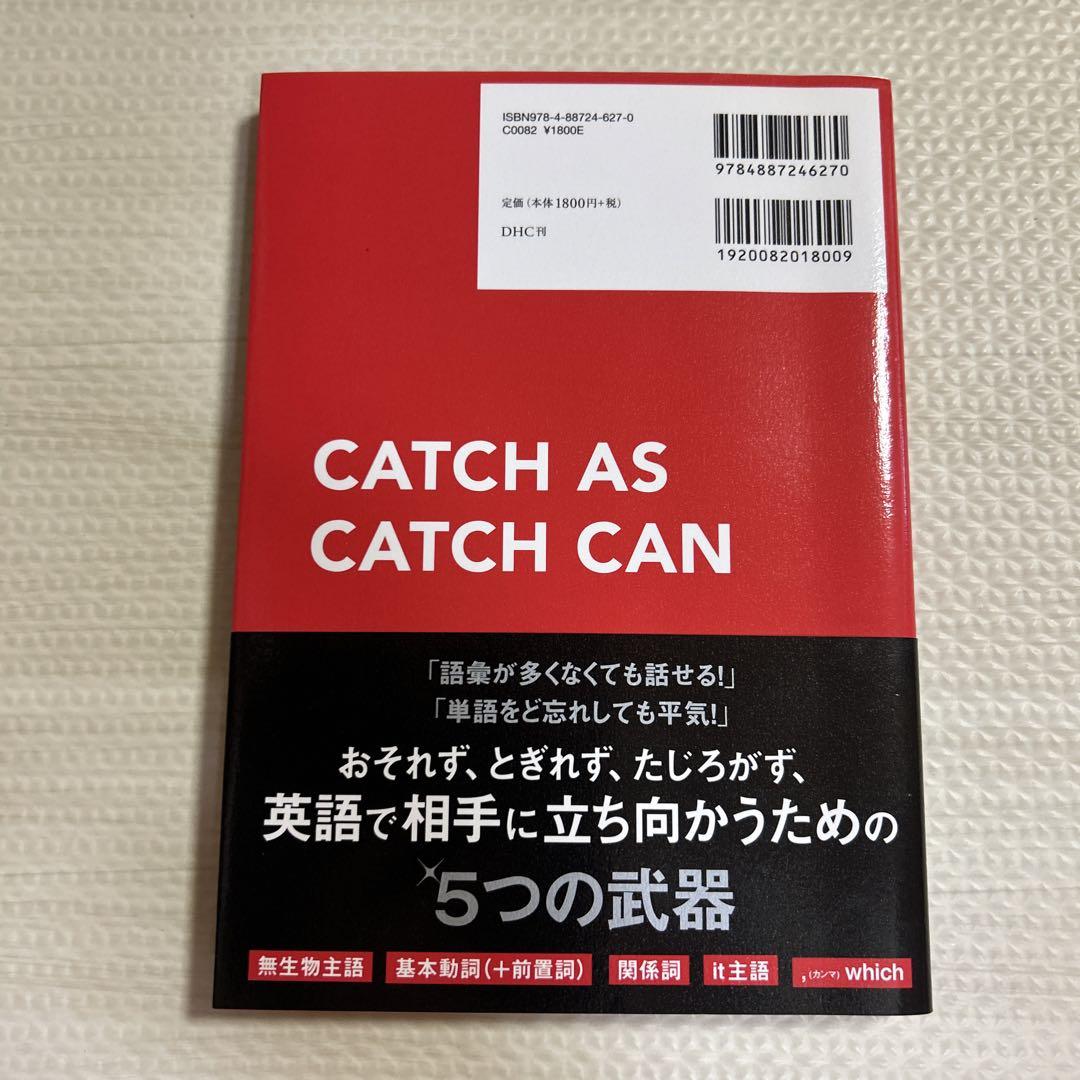 ISBN978-4-88724-627-0
C0082 ¥1800E
9784887246270
定価(本体1800円+税)
DHC刊
1920082018009
CATCH AS
CATCH CAN
「語彙が多くなくても話せる!」
「単語をど忘れしても平気!」
おそれず、とぎれず、たじろがず、
英語で相手に立ち向かうための
5つの武器
無生物主語 基本動詞(+前置詞) 関係詞 it主語 ,(カンマ) which